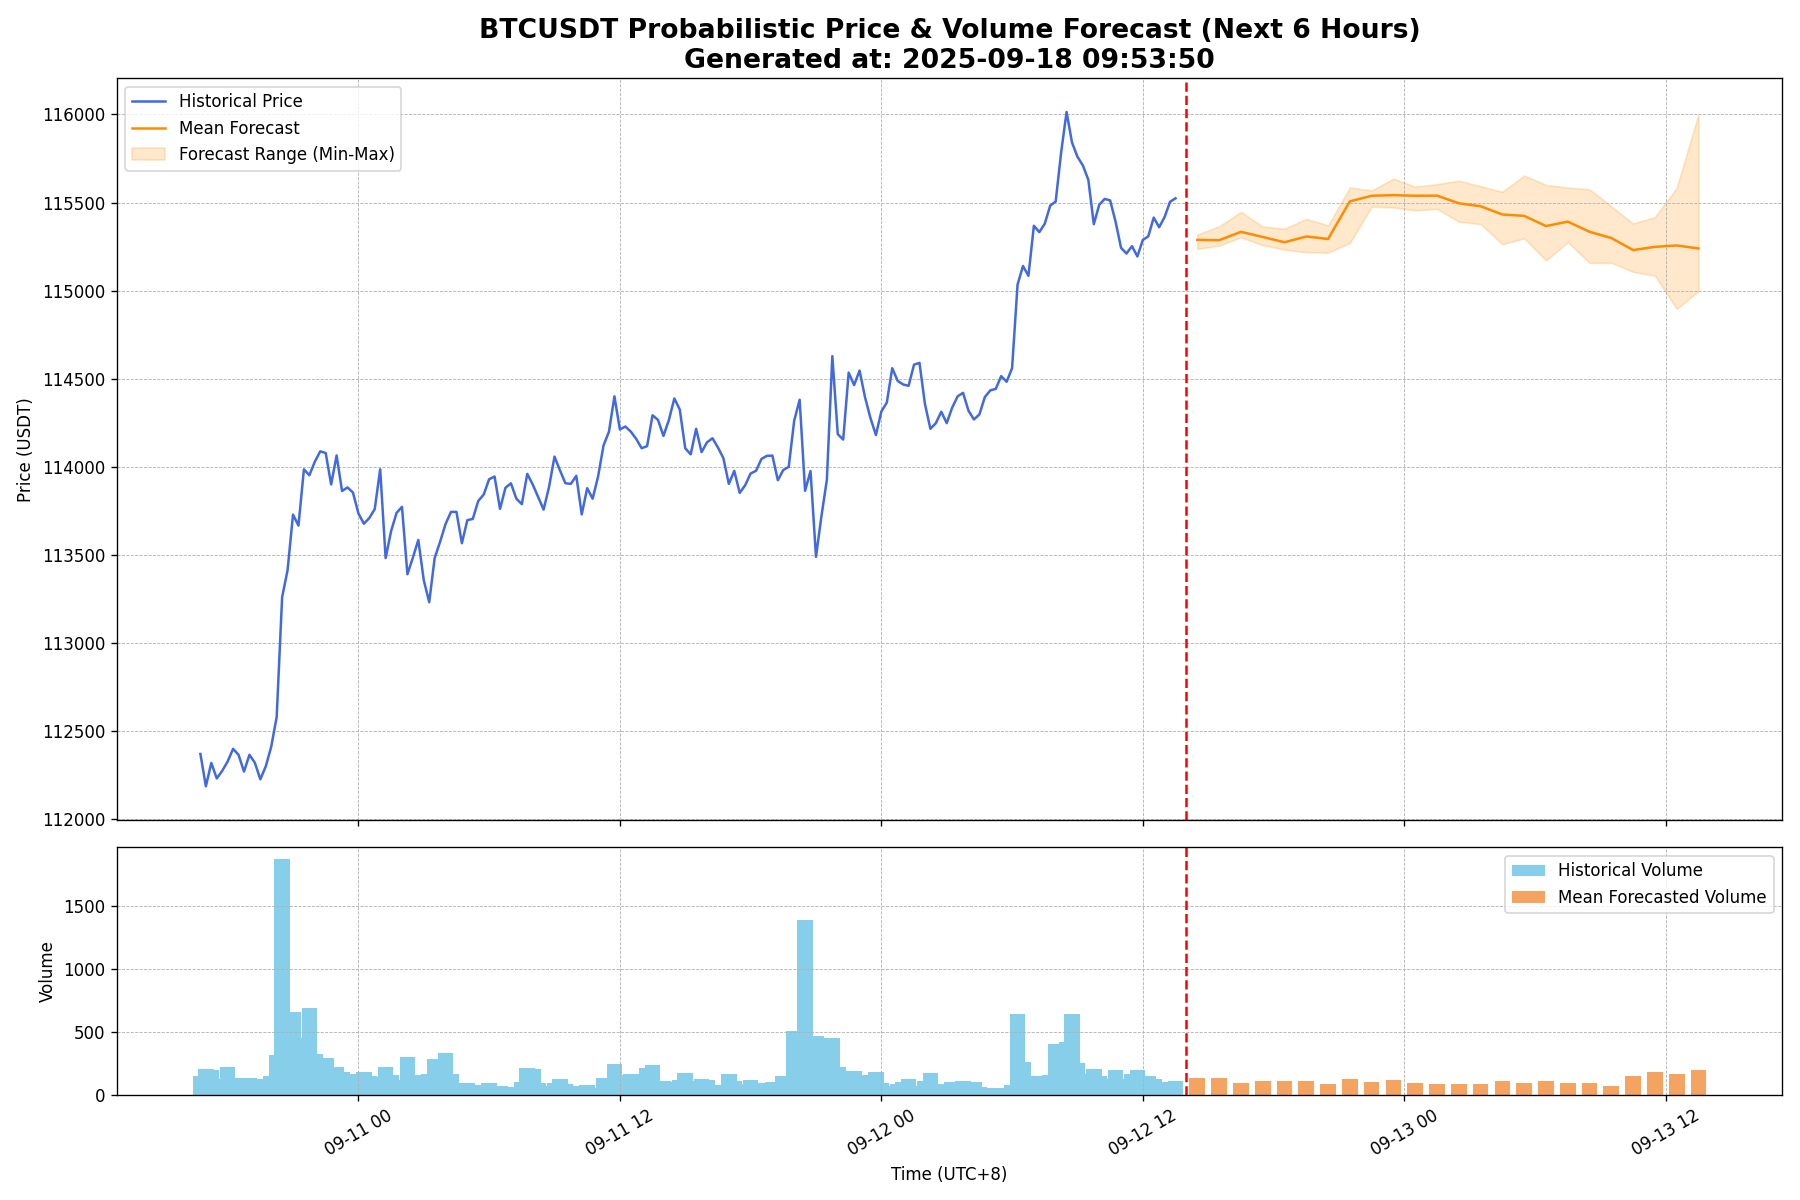 BTCUSDT Probabilistic Price & Volume Forecast (Next 6 Hours)
Generated at: 2025-09-18 09:53:50
Historical Price
Mean Forecast
Forecast Range (Min-Max)
116000
115500
115000
114500
114000
113500
113000
112500
112000
Price (USDT)
Historical Volume
Mean Forecasted Volume
1500
1000
500
0
Volume
09-11 00
09-11 12
09-12 00
09-12 12
09-13 00
09-13 12
Time (UTC+8)